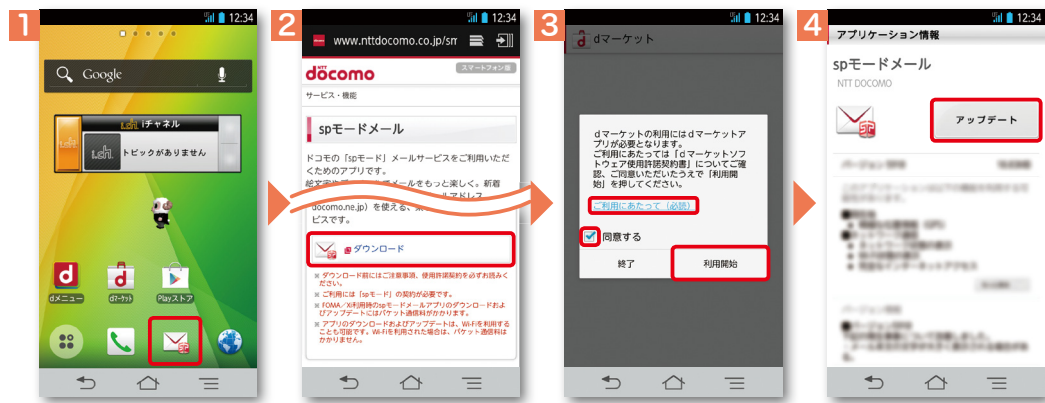 1
12:34
Google
i.ch
iチャネル
i.ch
トピックがありません
dメニュー
dマーケット
Playストア
2
12:34
www.nttdocomo.co.jp/sm
NTT
döcomo
スマートフォン版
サービス・機能
spモードメール
ドコモの「spモード」メールサービスをご利用いただ
くためのアプリです。
メールをもっと楽しく。新着
docomo.ne.jp）を使える、
ビスです。
ダウンロード
※ ダウンロード前にはご注意事項、使用許諾契約を必ずお読みく
ださい。
※ ご利用には「spモード」の契約が必要です。
※ FOMA／Xi利用時のspモードメールアプリのダウンロードおよ
びアップデートにはパケット通信料がかかります。
※ アプリのダウンロードおよびアップデートは、Wi-Fiを利用する
ことも可能です。Wi-Fiを利用された場合は、パケット通信料は
かかりません。
3
12:34
dマーケット
dマーケットの利用にはdマーケットア
プリが必要となります。
ご利用にあたっては「dマーケットソフ
トウェア使用許諾契約書」についてご確
認、ご同意いただいたうえで「利用開
始」を押してください。
ご利用にあたって（必読）
同意する
終了
利用開始
4
12:34
アプリケーション情報
spモードメール
NTT DOCOMO
アップデート